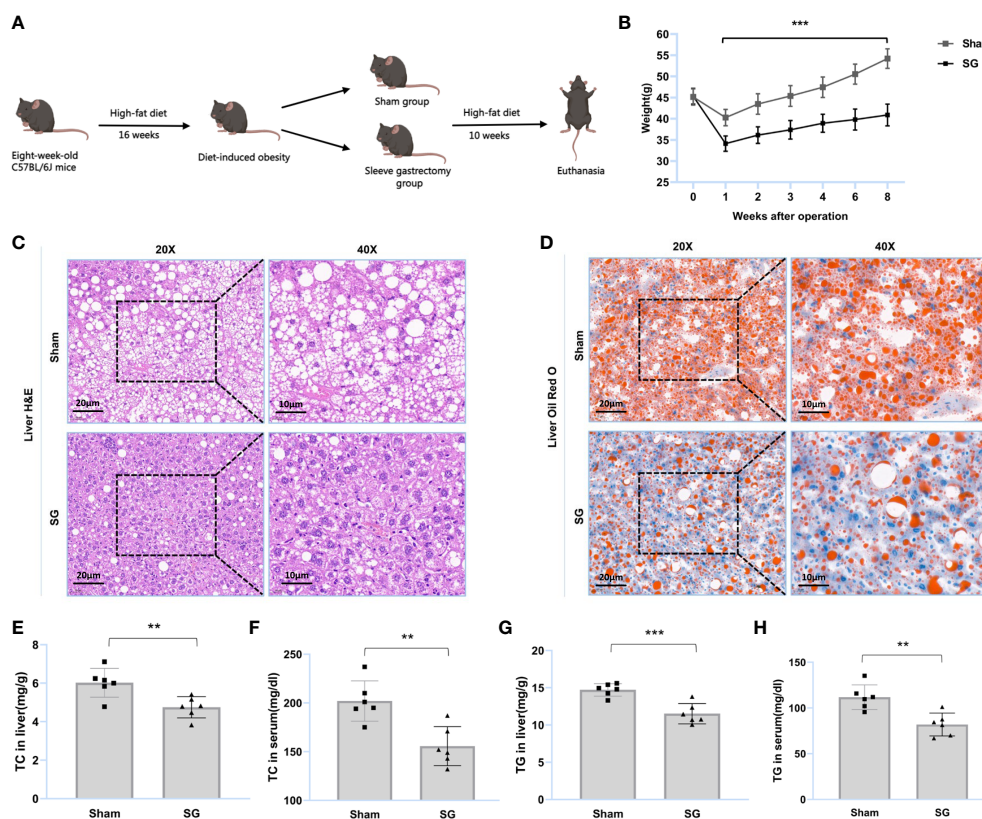 A
Eight-week-old
C57BL/6J mice
High-fat diet
16 weeks
Diet-induced obesity
Sham group
Sleeve gastrectomy
group
High-fat diet
10 weeks
Euthanasia
B
***
Sha
SG
Weight(g)
60
55
50
45
40
35
30
25
0 1 2 3 4 6 8
Weeks after operation
C
20X 40X
Liver H&E
Sham
20μm
10μm
SG
20μm
10μm
D
20X 40X
Liver Oil Red O
Sham
20μm
10μm
SG
20μm
10μm
E
**
TC in liver(mg/g)
8
6
4
2
0
Sham SG
F
**
TC in serum(mg/dl)
250
200
150
100
Sham SG
G
***
TG in liver(mg/g)
20
15
10
5
0
Sham SG
H
**
TG in serum(mg/dl)
150
100
50
0
Sham SG